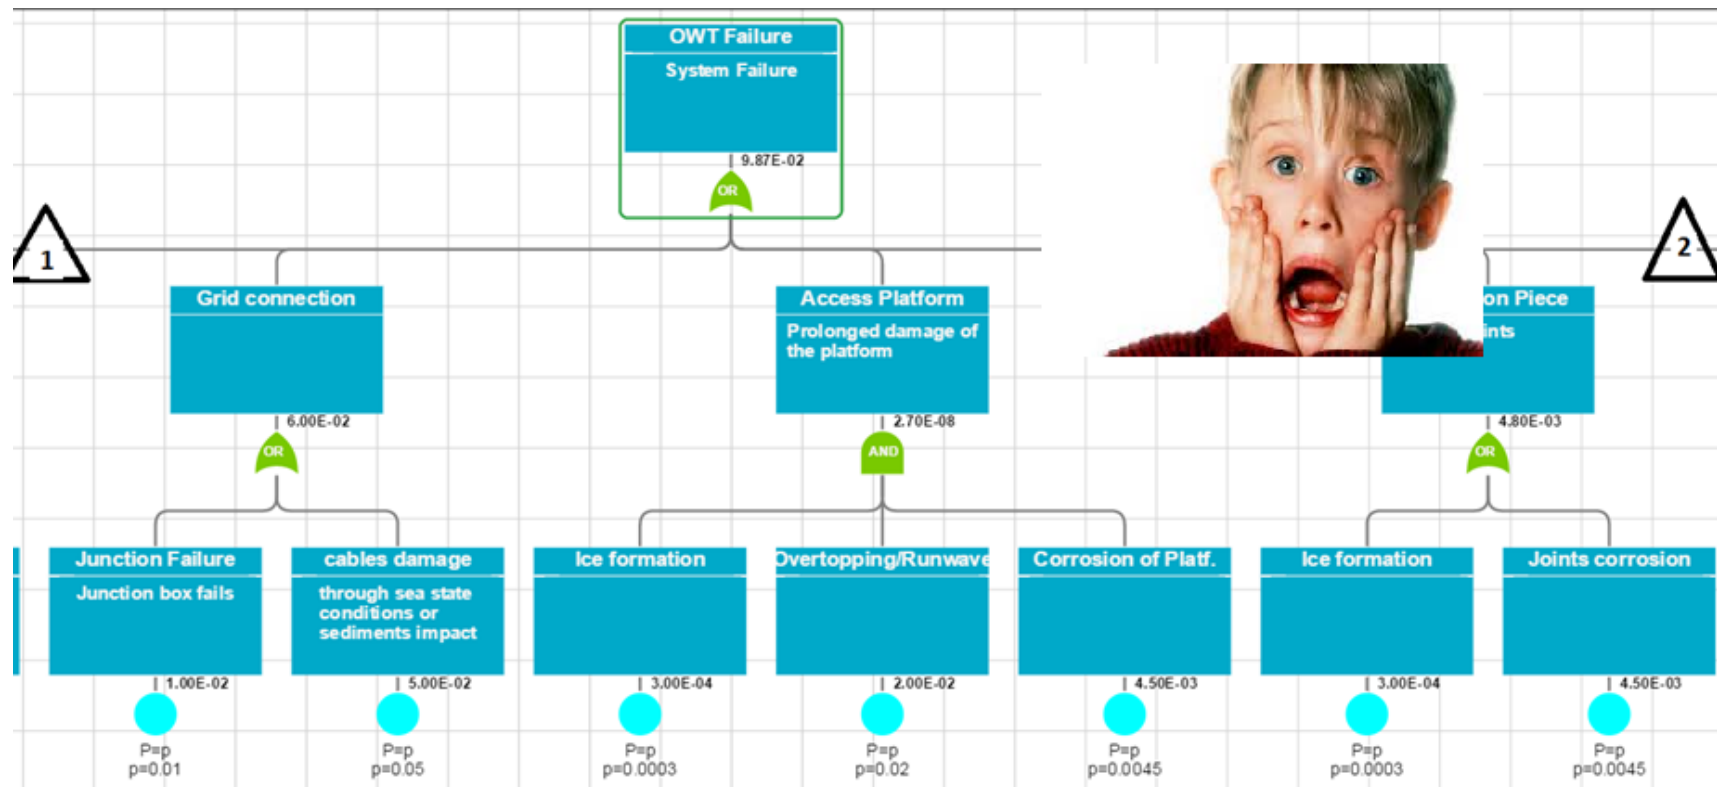 OWT Failure
System Failure
9.87E-02
OR
1
2
Grid connection
6.00E-02
OR
Access Platform
Prolonged damage of
the platform
2.70E-08
AND
on Piece
ints
4.80E-03
OR
Junction Failure
Junction box fails
1.00E-02
P=p
p=0.01
cables damage
through sea state
conditions or
sediments impact
5.00E-02
P=p
p=0.05
Ice formation
3.00E-04
P=p
p=0.0003
Overtopping/Runwave
2.00E-02
P=p
p=0.02
Corrosion of Platf.
4.50E-03
P=p
p=0.0045
Ice formation
3.00E-04
P=p
p=0.0003
Joints corrosion
4.50E-03
P=p
p=0.0045